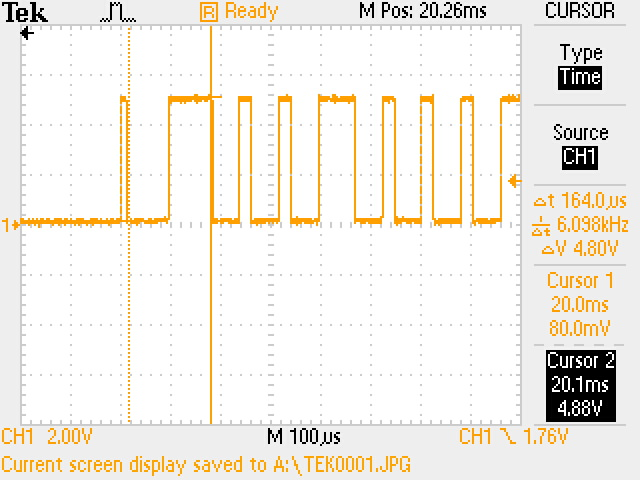 Tek R Ready M Pos: 20.26ms CURSOR
Type
Time
Source
CH1
Δt 164.0µs
1/Δt 6.098kHz
ΔV 4.80V
Cursor 1
20.0ms
80.0mV
Cursor 2
20.1ms
4.88V
1
CH1 2.00V M 100µs CH1 1.76V
Current screen display saved to A:\TEK0001.JPG